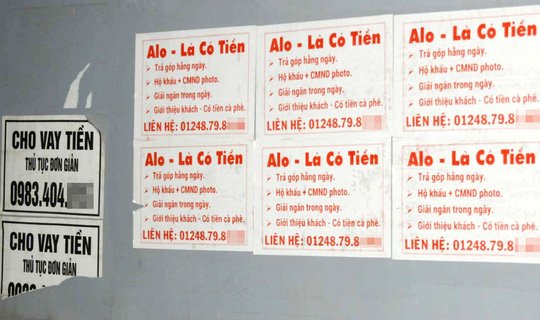 CHO VAY TIỀN
THỦ TỤC ĐƠN GIẢN
0983.404.
CHO VAY TIỀN
THỦ TỤC ĐƠN GIẢN
Alo - Là Có Tiền
Trả góp hằng ngày.
Hộ khẩu + CMND photo.
Giải ngân trong ngày.
Giới thiệu khách - Có tiền cà phê.
LIÊN HỆ: 01248.79.8
Alo - Là Có Tiền
Trả góp hằng ngày.
Hộ khẩu + CMND photo.
Giải ngân trong ngày.
Giới thiệu khách - Có tiền cà phê.
LIÊN HỆ: 01248.79.8
Alo - Là Có Tiền
Trả góp hằng ngày.
Hộ khẩu + CMND photo.
Giải ngân trong ngày.
Giới thiệu khách - Có tiền cà phê.
LIÊN HỆ: 01248.79.8
Alo - Là Có Tiền
Trả góp hằng ngày.
Hộ khẩu + CMND photo.
Giải ngân trong ngày.
Giới thiệu khách - Có tiền cà phê.
LIÊN HỆ: 01248.79.8
Alo - Là Có Tiền
Trả góp hằng ngày.
Hộ khẩu + CMND photo.
Giải ngân trong ngày.
Giới thiệu khách - Có tiền cà phê.
LIÊN HỆ: 01248.79.8
Alo - Là Có Tiền
Trả góp hằng ngày.
Hộ khẩu + CMND photo.
Giải ngân trong ngày.
Giới thiệu khách - Có tiền cà phê.
LIÊN HỆ: 01248.79.8